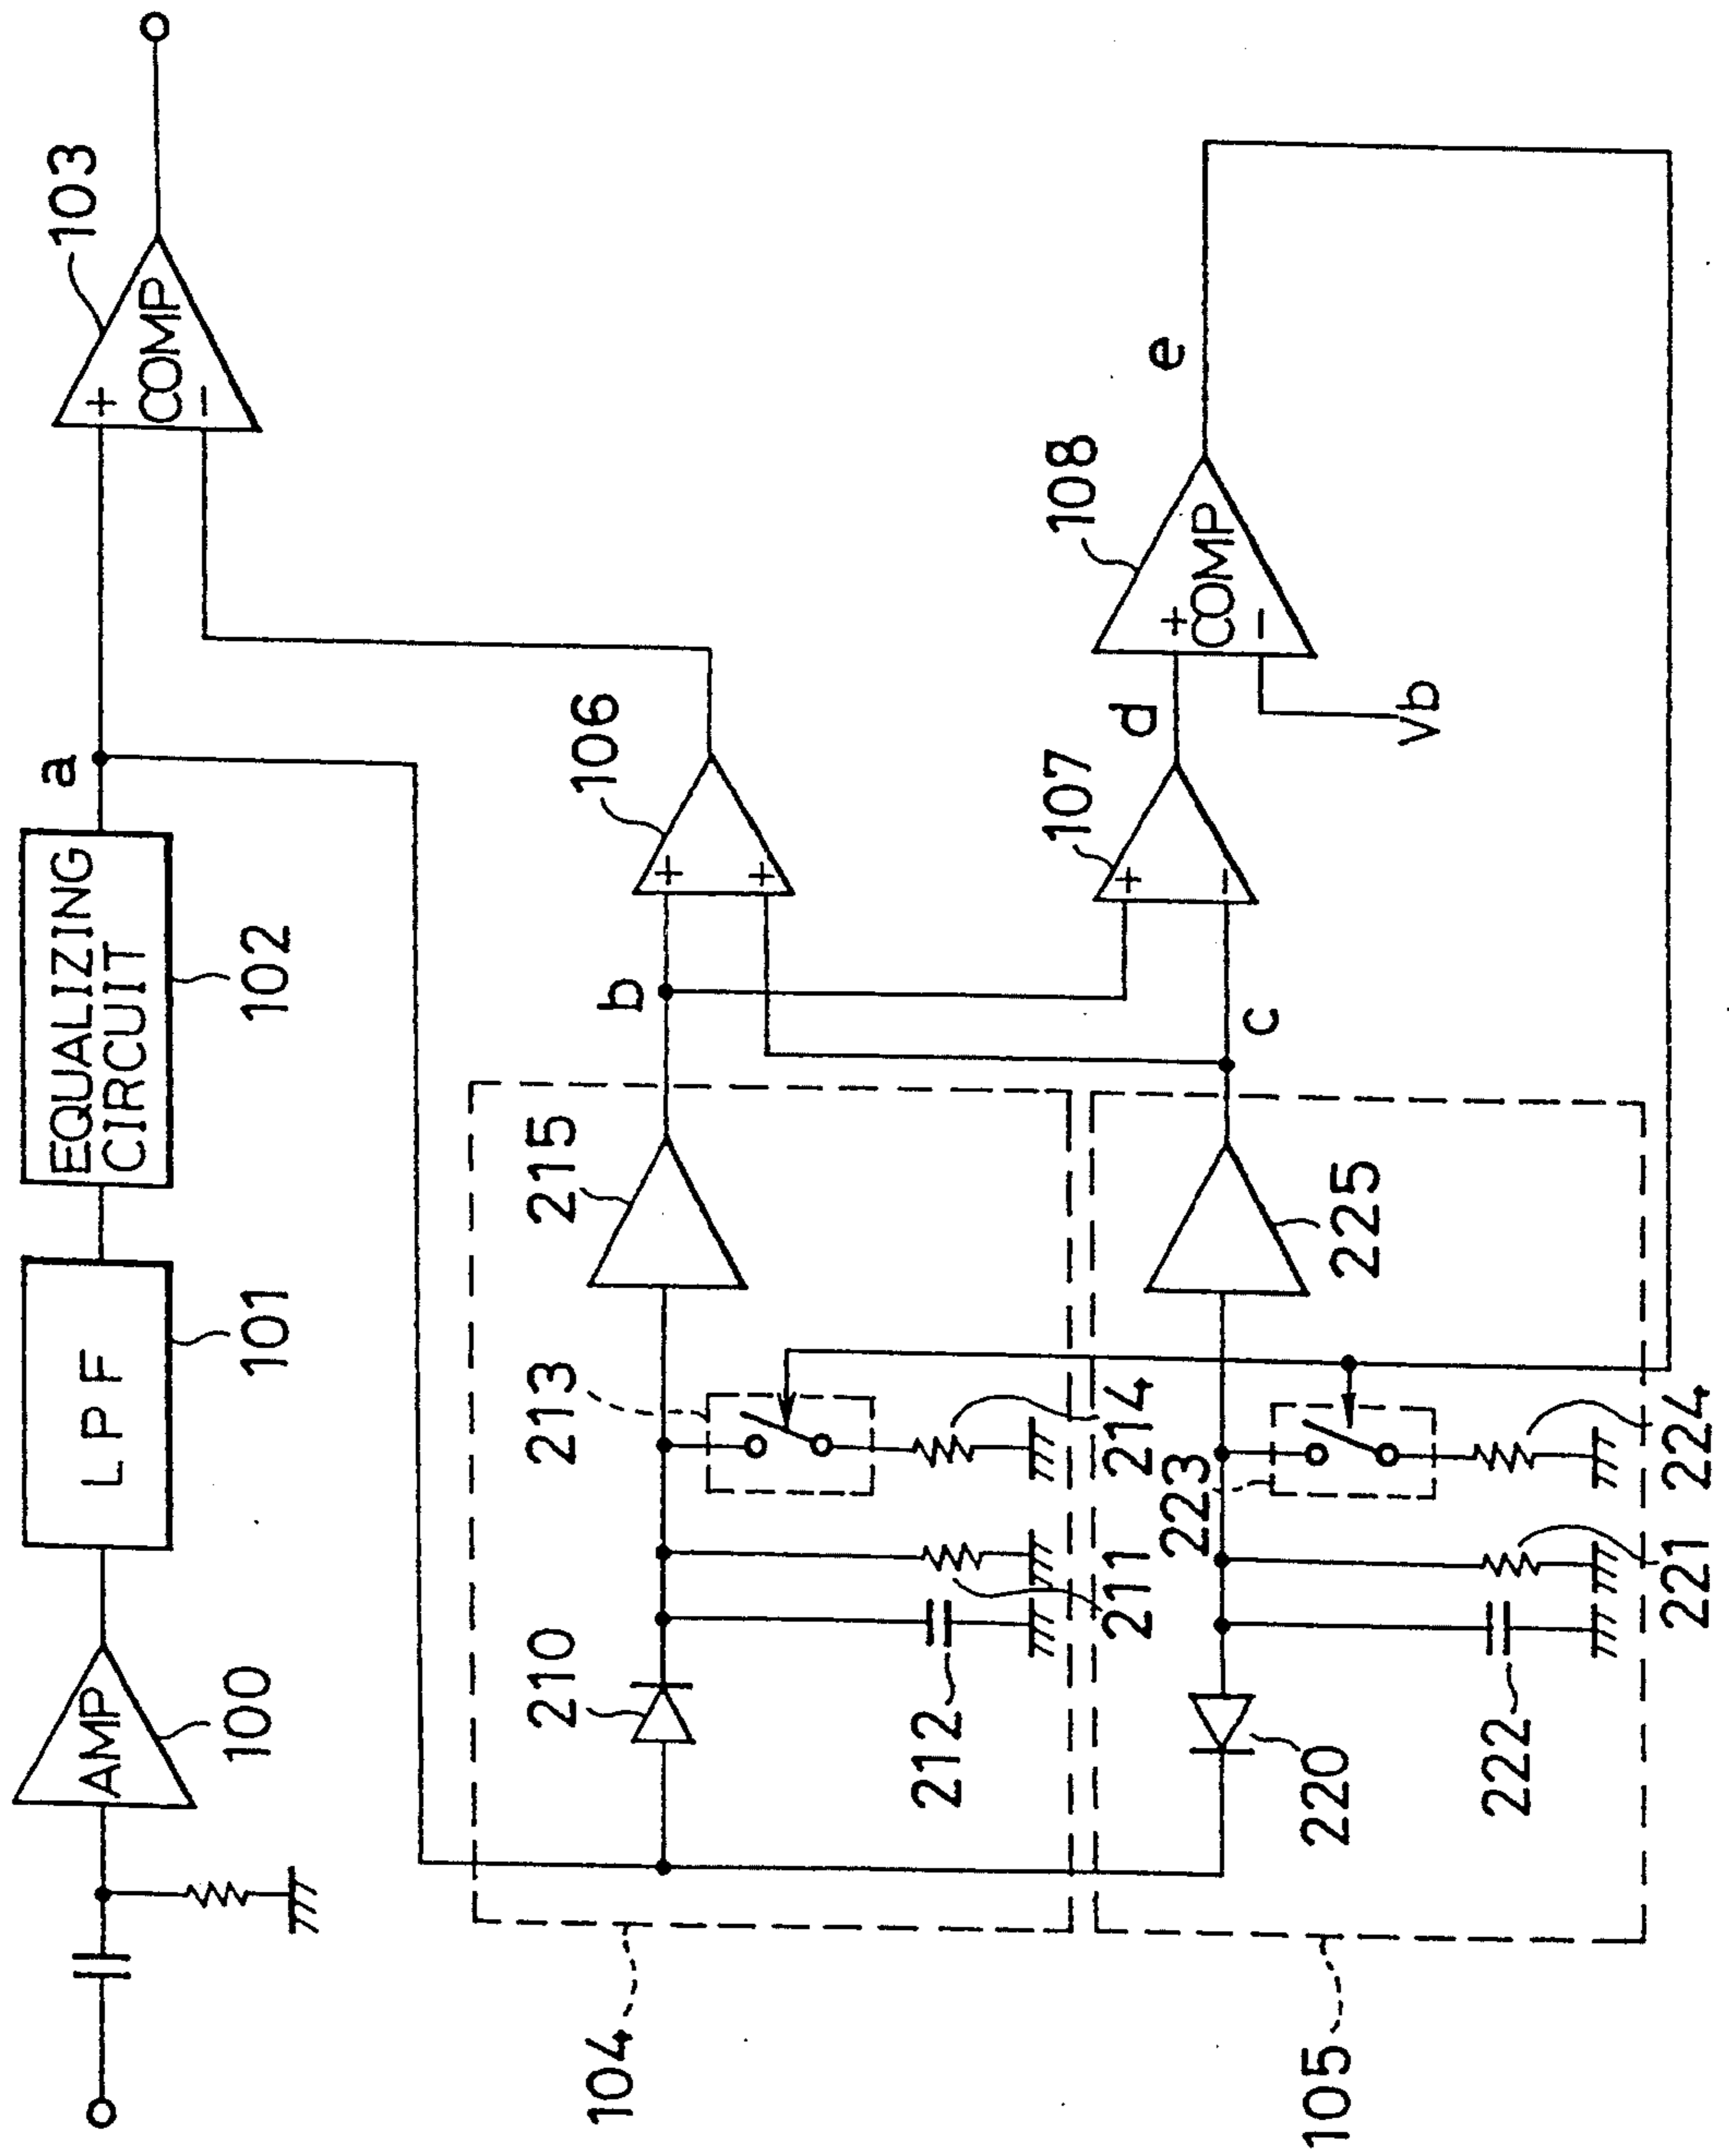 AMP
100
LPF
101
EQUALIZING
CIRCUIT
102
a
+
COMP
−
103
104
210
212
211
213
214
215
b
+
+
106
105
220
222
221
223
224
225
c
+
−
107
d
+
COMP
−
108
Vb
e